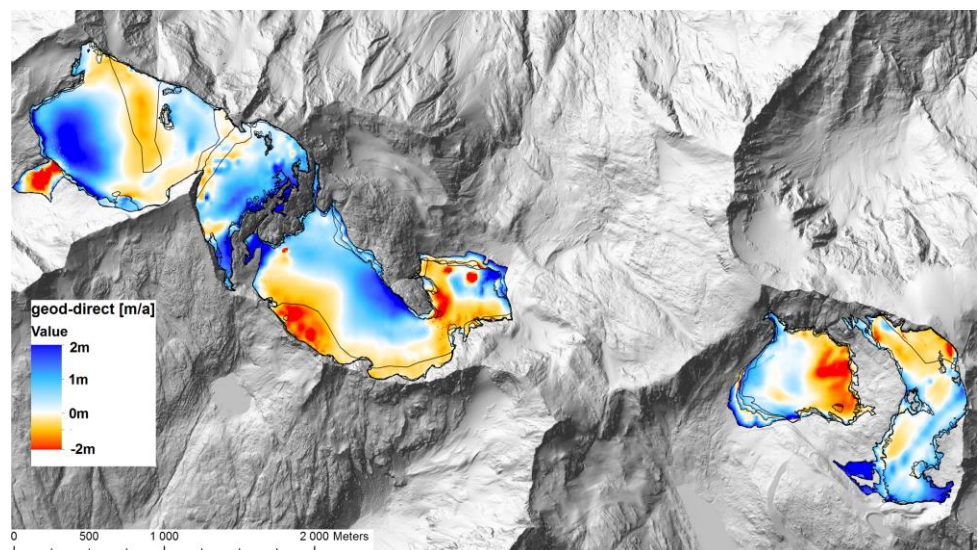 geod-direct [m/a]
Value
2m
1m
0m
-2m
0 500 1 000 2 000 Meters